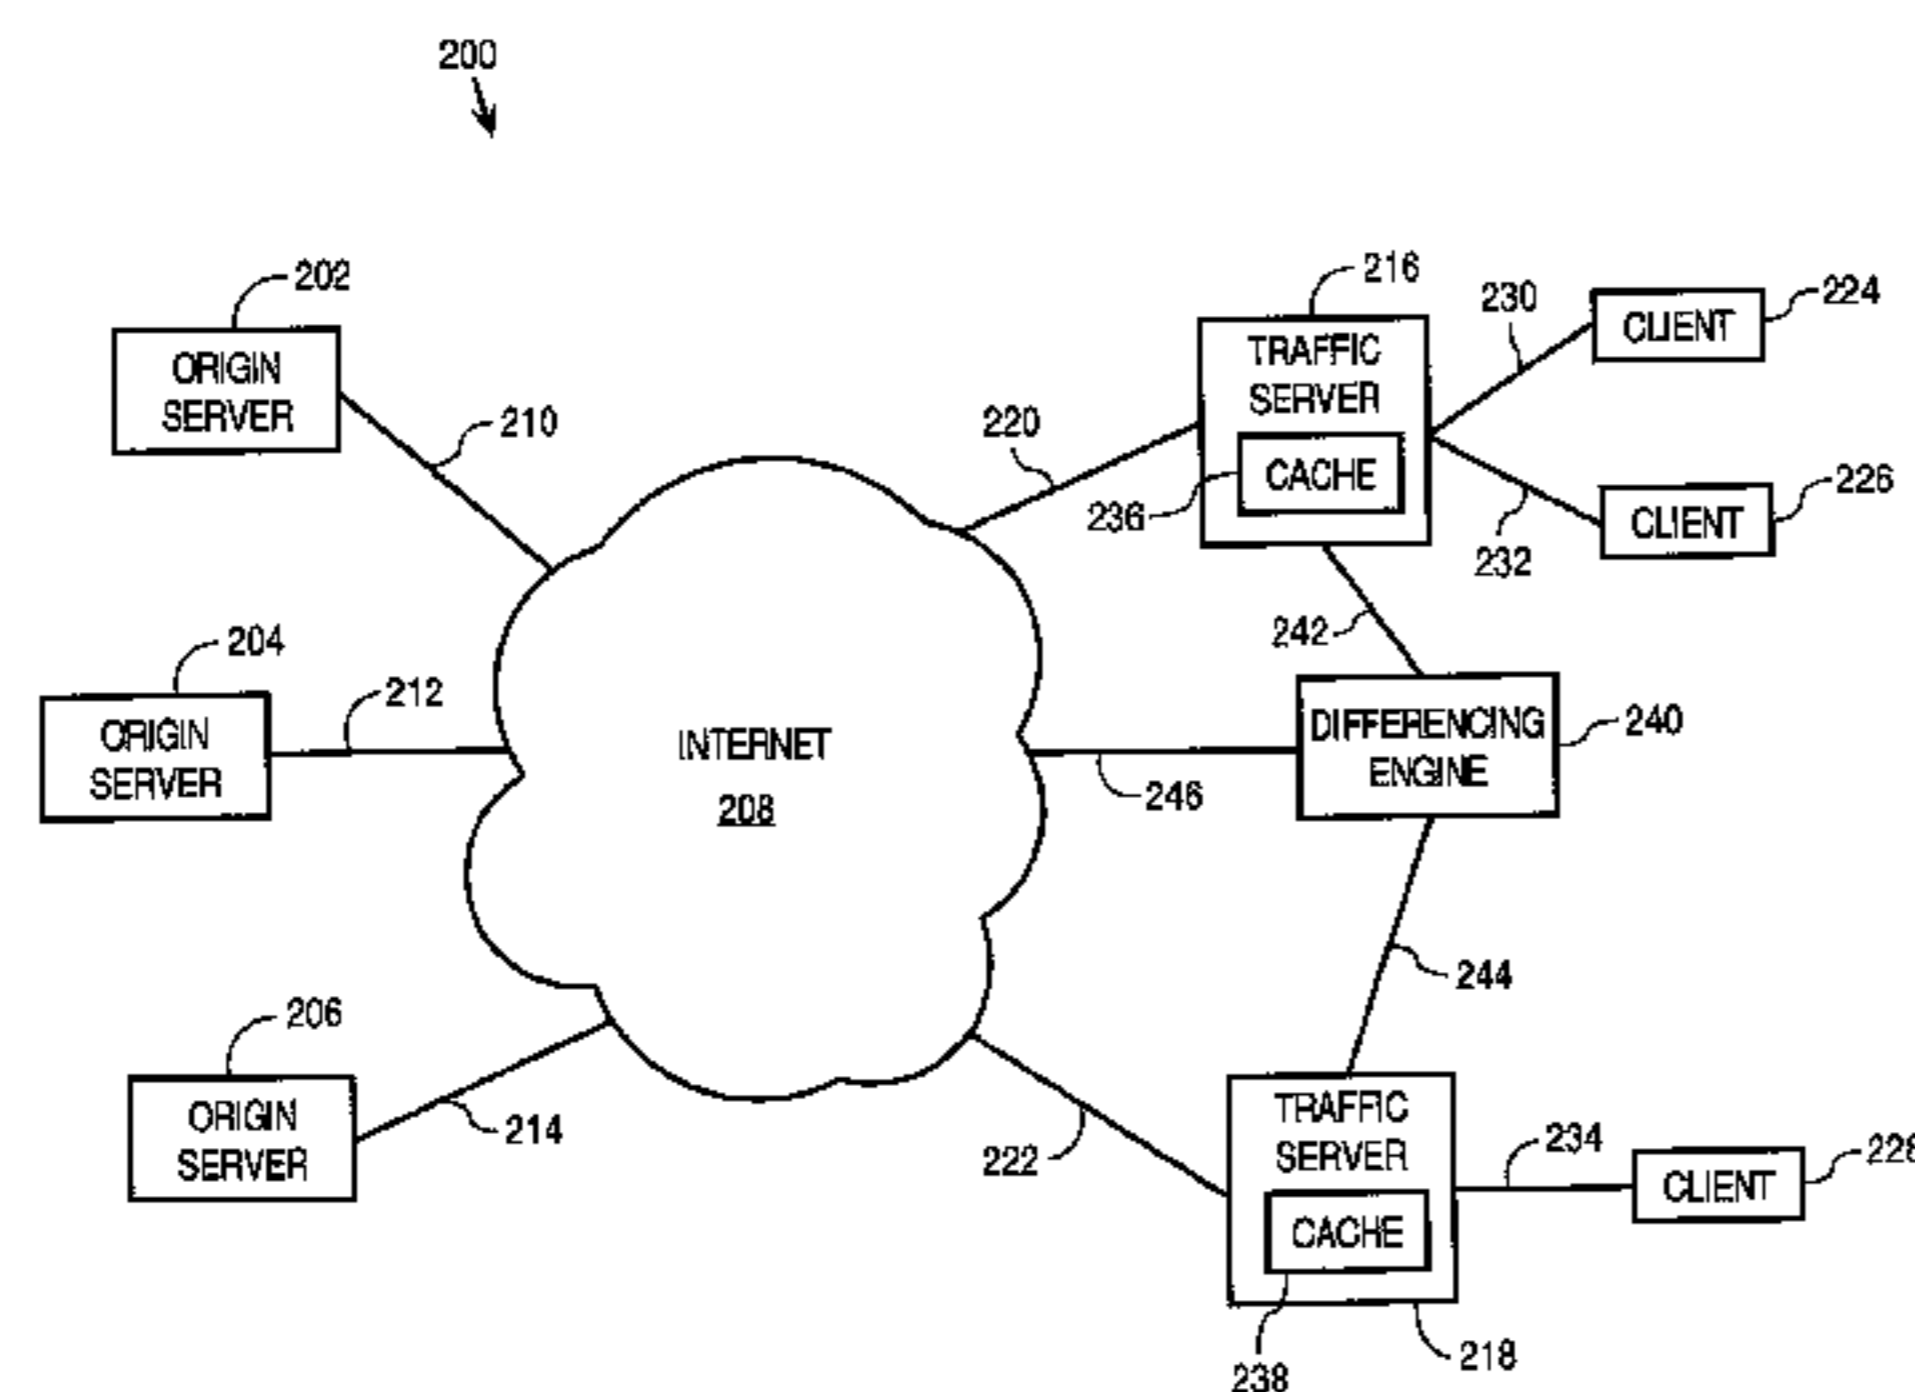 200
202
ORIGIN
SERVER
210
204
ORIGIN
SERVER
212
206
ORIGIN
SERVER
214
INTERNET
208
220
216
TRAFFIC
SERVER
CACHE
236
230
CLIENT
224
232
CLIENT
226
242
DIFFERENCING
ENGINE
240
246
244
222
TRAFFIC
SERVER
CACHE
238
218
234
CLIENT
228